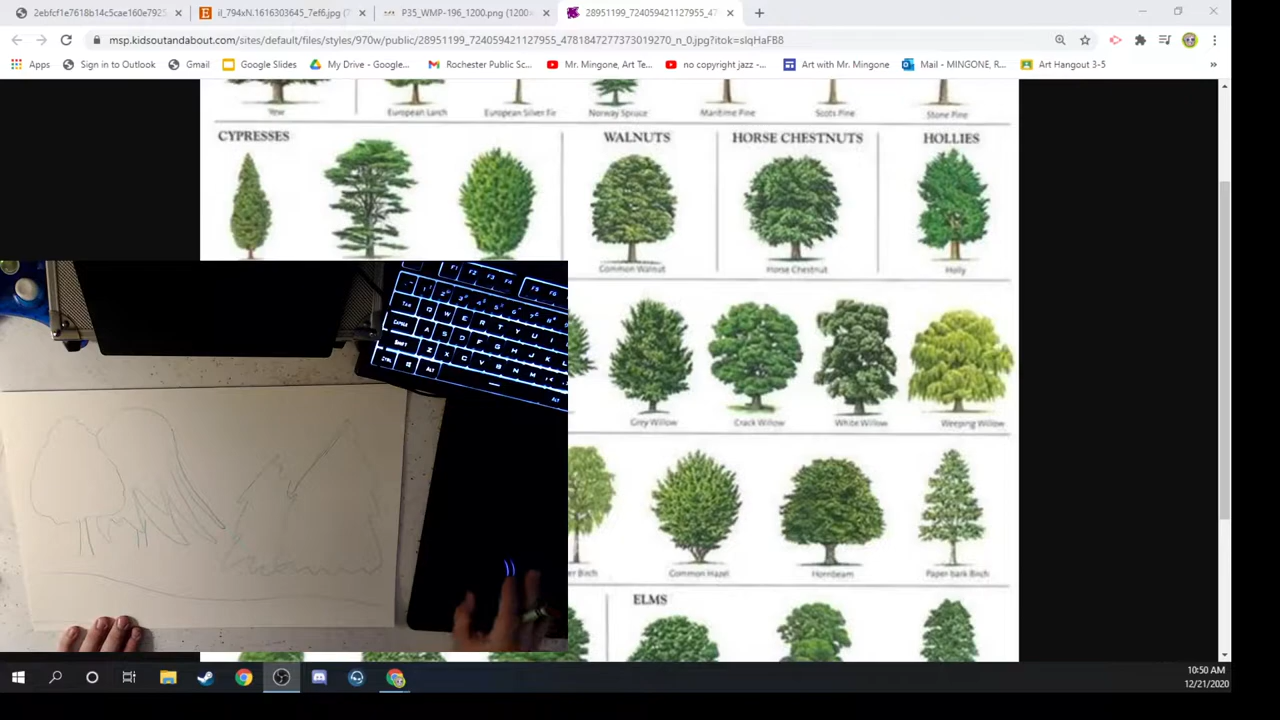 2ebfcf1e7618b14c5cae160e7925
il_794xN.1616303645_7ef6.jpg (7
P35_WMP-196_1200.png (1200×
28951199_724059421127955_47
msp.kidsoutandabout.com/sites/default/files/styles/970w/public/28951199_724059421127955_4781847277373019270_n_0.jpg?itok=slqHaFB8
Apps
Sign in to Outlook
Gmail
Google Slides
My Drive - Google...
Rochester Public Sc...
Mr. Mingone, Art Te...
no copyright jazz -...
Art with Mr. Mingone
Mail - MINGONE, R...
Art Hangout 3-5
Yew
European Larch
European Silver Fir
Norway Spruce
Maritime Pine
Scots Pine
Stone Pine
CYPRESSES
WALNUTS
HORSE CHESTNUTS
HOLLIES
Common Walnut
Horse Chestnut
Holly
Grey Willow
Crack Willow
White Willow
Weeping Willow
Birch
Common Hazel
Hornbeam
Paper-bark Birch
ELMS
10:50 AM
12/21/2020